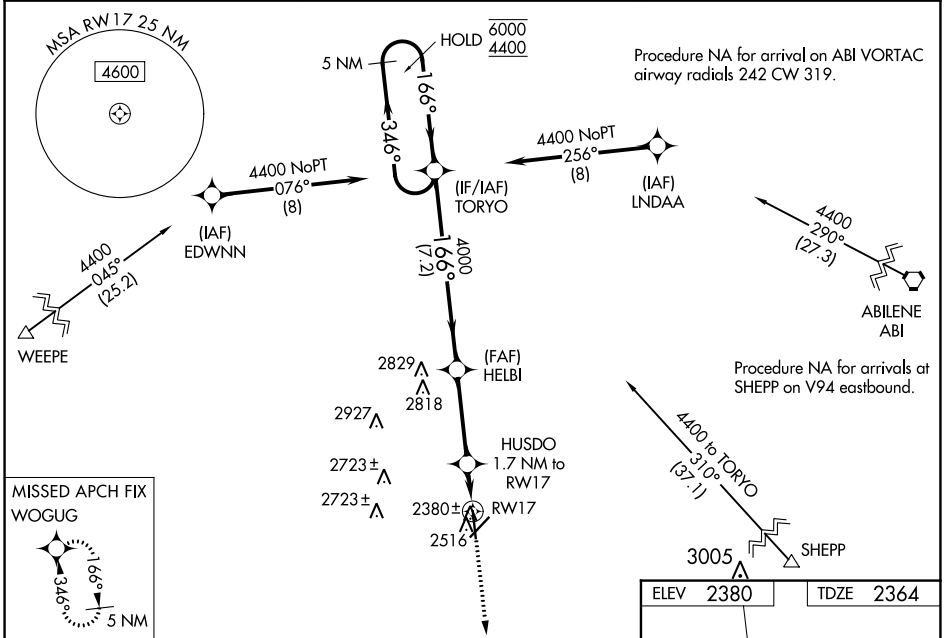 MSA RW17 25 NM
4600
HOLD
6000
4400
5 NM
166°
346°
Procedure NA for arrival on ABI VORTAC
airway radials 242 CW 319.
4400 NoPT
076°
(8)
4400 NoPT
256°
(8)
(IF/IAF)
TORYO
(IAF)
LNDAA
(IAF)
EDWNN
4400
045°
(25.2)
WEEPE
4000
166°
(7.2)
4400
290°
(27.3)
ABILENE
ABI
(FAF)
HELBI
2829
2818
2927
Procedure NA for arrivals at
SHEPP on V94 eastbound.
HUSDO
1.7 NM to
RW17
2723±
2723±
2380±
RW17
2516
4400 to TORYO
310°
(37.1)
SHEPP
3005
MISSED APCH FIX
WOGUG
166°
346°
5 NM
ELEV 2380
TDZE 2364